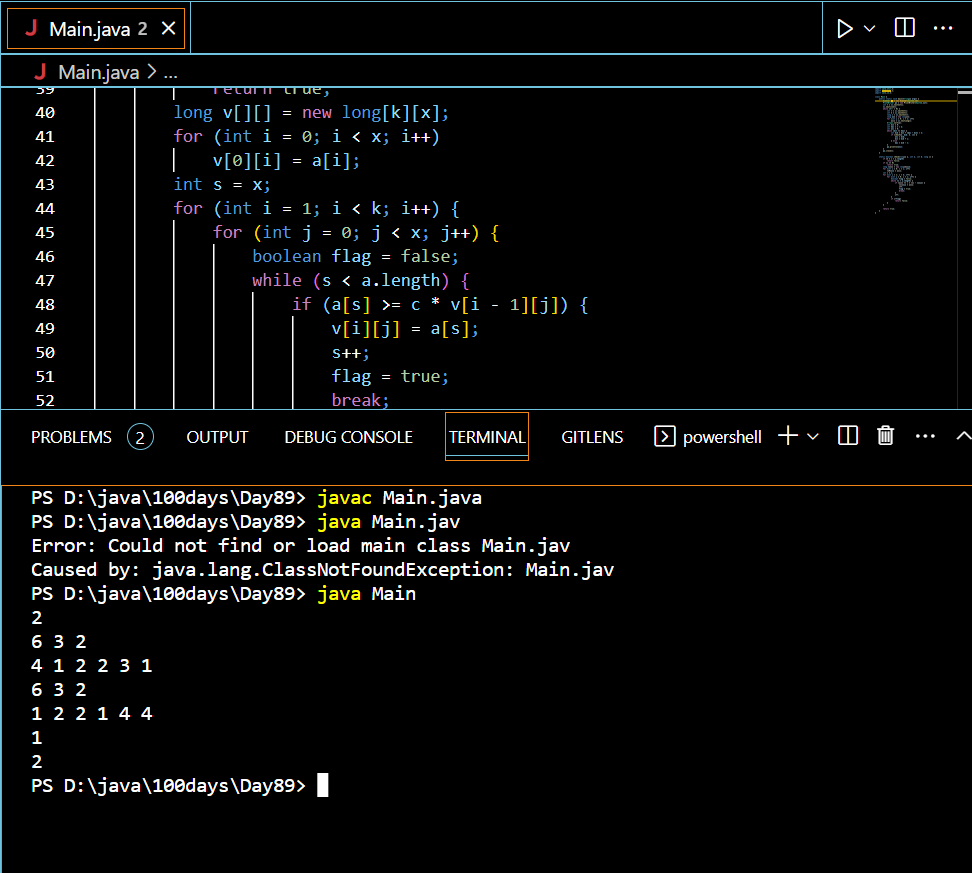 J Main.java 2
J Main.java > ...
39 return true;
40 long v[][] = new long[k][x];
41 for (int i = 0; i < x; i++)
42 v[0][i] = a[i];
43 int s = x;
44 for (int i = 1; i < k; i++) {
45 for (int j = 0; j < x; j++) {
46 boolean flag = false;
47 while (s < a.length) {
48 if (a[s] >= c * v[i - 1][j]) {
49 v[i][j] = a[s];
50 s++;
51 flag = true;
52 break;
PROBLEMS 2 OUTPUT DEBUG CONSOLE TERMINAL GITLENS powershell
PS D:\java\100days\Day89> javac Main.java
PS D:\java\100days\Day89> java Main.jav
Error: Could not find or load main class Main.jav
Caused by: java.lang.ClassNotFoundException: Main.jav
PS D:\java\100days\Day89> java Main
2
6 3 2
4 1 2 2 3 1
6 3 2
1 2 2 1 4 4
1
2
PS D:\java\100days\Day89>